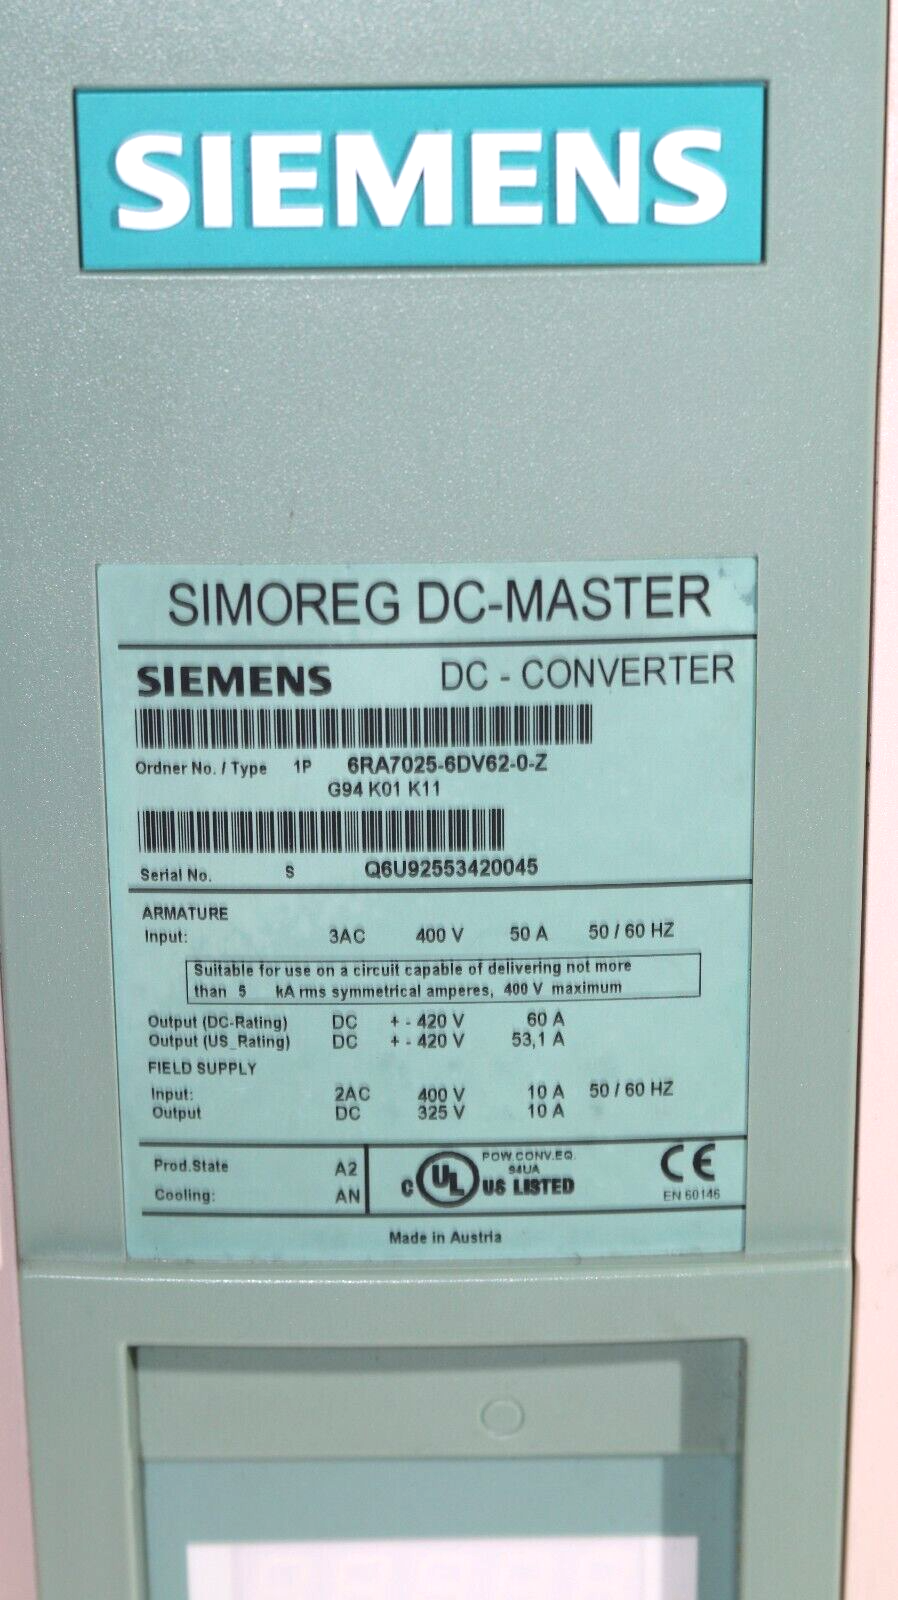 SIEMENS
SIMOREG DC-MASTER
SIEMENS DC - CONVERTER
Ordner No. / Type 1P 6RA7025-6DV62-0-Z
G94 K01 K11
Serial No. S Q6U92553420045
ARMATURE
Input: 3AC 400 V 50 A 50 / 60 HZ
Suitable for use on a circuit capable of delivering not more
than 5 kA rms symmetrical amperes, 400 V maximum
Output (DC-Rating) DC + - 420 V 60 A
Output (US_Rating) DC + - 420 V 53,1 A
FIELD SUPPLY
Input: 2AC 400 V 10 A 50 / 60 HZ
Output DC 325 V 10 A
Prod.State A2
Cooling: AN
POW.CONV.EQ.
94UA
C UL US LISTED
CE
EN 60146
Made in Austria